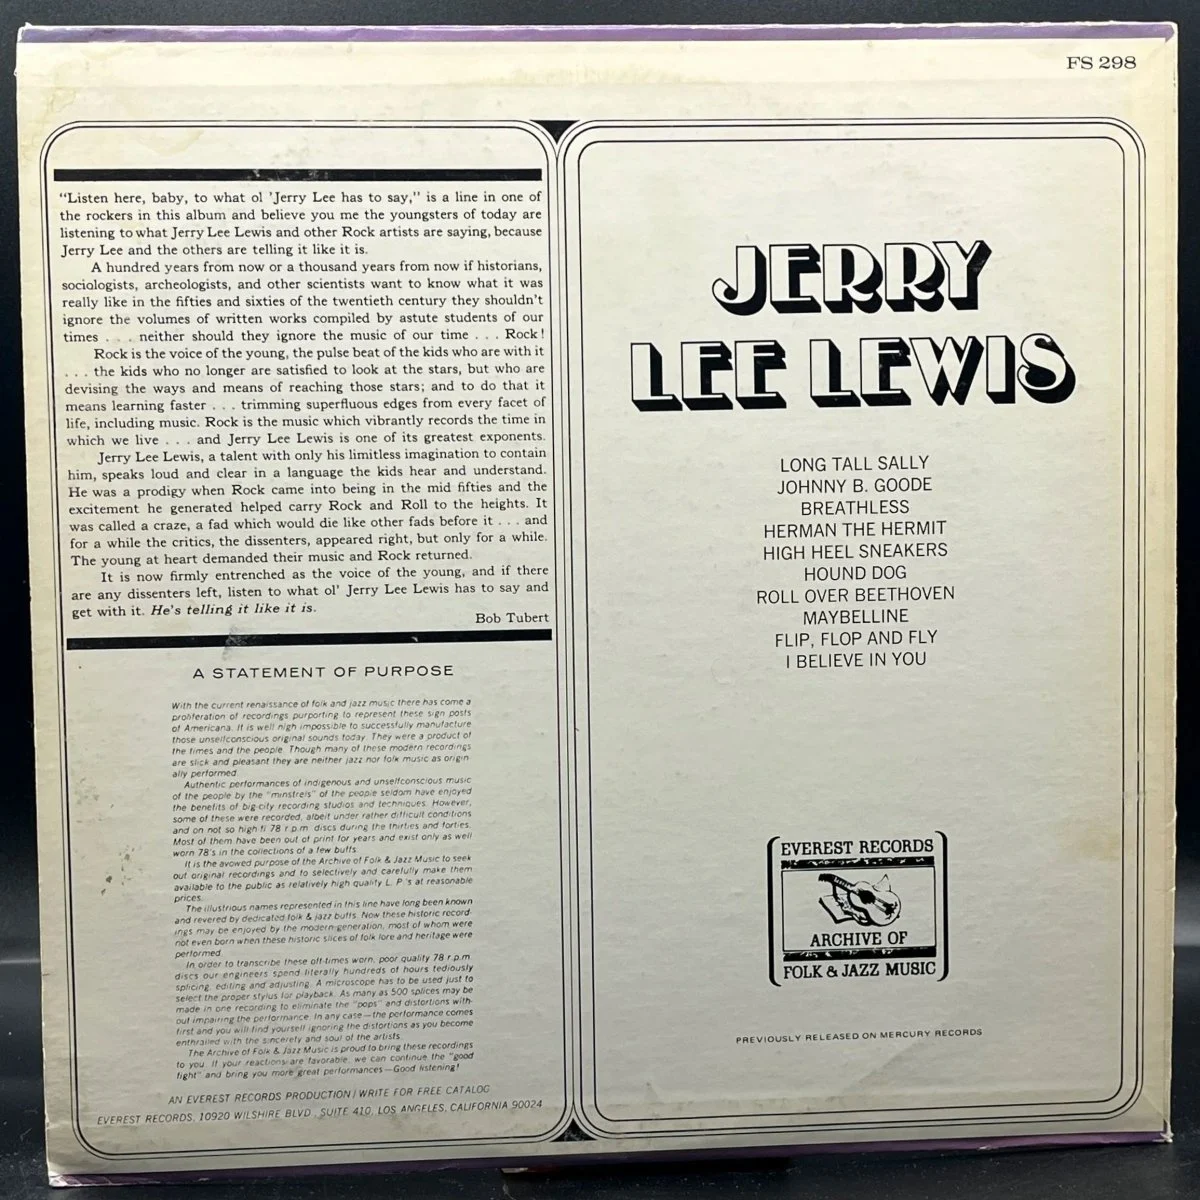 FS 298
"Listen here, baby, to what ol 'Jerry Lee has to say," is a line in one of
the rockers in this album and believe you me the youngsters of today are
listening to what Jerry Lee Lewis and other Rock artists are saying, because
Jerry Lee and the others are telling it like it is.
A hundred years from now or a thousand years from now if historians,
sociologists, archeologists, and other scientists want to know what it was
really like in the fifties and sixties of the twentieth century they shouldn't
ignore the volumes of written works compiled by astute students of our
times . . . neither should they ignore the music of our time . . . Rock!
Rock is the voice of the young, the pulse beat of the kids who are with it
. . . the kids who no longer are satisfied to look at the stars, but who are
devising the ways and means of reaching those stars; and to do that it
means learning faster . . . trimming superfluous edges from every facet of
life, including music. Rock is the music which vibrantly records the time in
which we live . . . and Jerry Lee Lewis is one of its greatest exponents.
Jerry Lee Lewis, a talent with only his limitless imagination to contain
him, speaks loud and clear in a language the kids hear and understand.
He was a prodigy when Rock came into being in the mid fifties and the
excitement he generated helped carry Rock and Roll to the heights. It
was called a craze, a fad which would die like other fads before it . . . and
for a while the critics, the dissenters, appeared right, but only for a while.
The young at heart demanded their music and Rock returned.
It is now firmly entrenched as the voice of the young, and if there
are any dissenters left, listen to what ol' Jerry Lee Lewis has to say and
get with it. He's telling it like it is.
Bob Tubert
A STATEMENT OF PURPOSE
With the current renaissance of folk and jazz music there has come a
proliferation of recordings purporting to represent these sign posts
of Americana. It is well nigh impossible to successfully manufacture
those unselfconscious original sounds today. They were a product of
the times and the people. Though many of these modern recordings
are slick and pleasant they are neither jazz nor folk music as origin-
ally performed.
Authentic performances of indigenous and unselfconscious music
of the people by the "minstrels" of the people seldom have enjoyed
the benefits of big-city recording studios and techniques. However,
some of these were recorded, albeit under rather difficult conditions
and on not so high fi 78 r.p.m. discs during the thirties and forties.
Most of them have been out of print for years and exist only as well
worn 78's in the collections of a few buffs.
It is the avowed purpose of the Archive of Folk & Jazz Music to seek
out original recordings and to selectively and carefully make them
available to the public as relatively high quality L. P.'s at reasonable
prices.
The illustrious names represented in this line have long been known
and revered by dedicated folk & jazz buffs. Now these historic record-
ings may be enjoyed by the modern generation, most of whom were
not even born when these historic slices of folk lore and heritage were
performed.
In order to transcribe these oft-times worn, poor quality 78 r.p.m.
discs our engineers spend literally hundreds of hours tediously
splicing, editing and adjusting. A microscope has to be used just to
select the proper stylus for playback. As many as 500 splices may be
made in one recording to eliminate the "pops" and distortions with-
out impairing the performance. In any case—the performance comes
first and you will find yourself ignoring the distortions as you become
enthralled with the sincerety and soul of the artists.
The Archive of Folk & Jazz Music is proud to bring these recordings
to you. If your reactions are favorable, we can continue the "good
fight" and bring you more great performances—Good listening!
AN EVEREST RECORDS PRODUCTION / WRITE FOR FREE CATALOG
EVEREST RECORDS, 10920 WILSHIRE BLVD., SUITE 410, LOS ANGELES, CALIFORNIA 90024
JERRY
LEE LEWIS
LONG TALL SALLY
JOHNNY B. GOODE
BREATHLESS
HERMAN THE HERMIT
HIGH HEEL SNEAKERS
HOUND DOG
ROLL OVER BEETHOVEN
MAYBELLINE
FLIP, FLOP AND FLY
I BELIEVE IN YOU
EVEREST RECORDS
ARCHIVE OF
FOLK & JAZZ MUSIC
PREVIOUSLY RELEASED ON MERCURY RECORDS